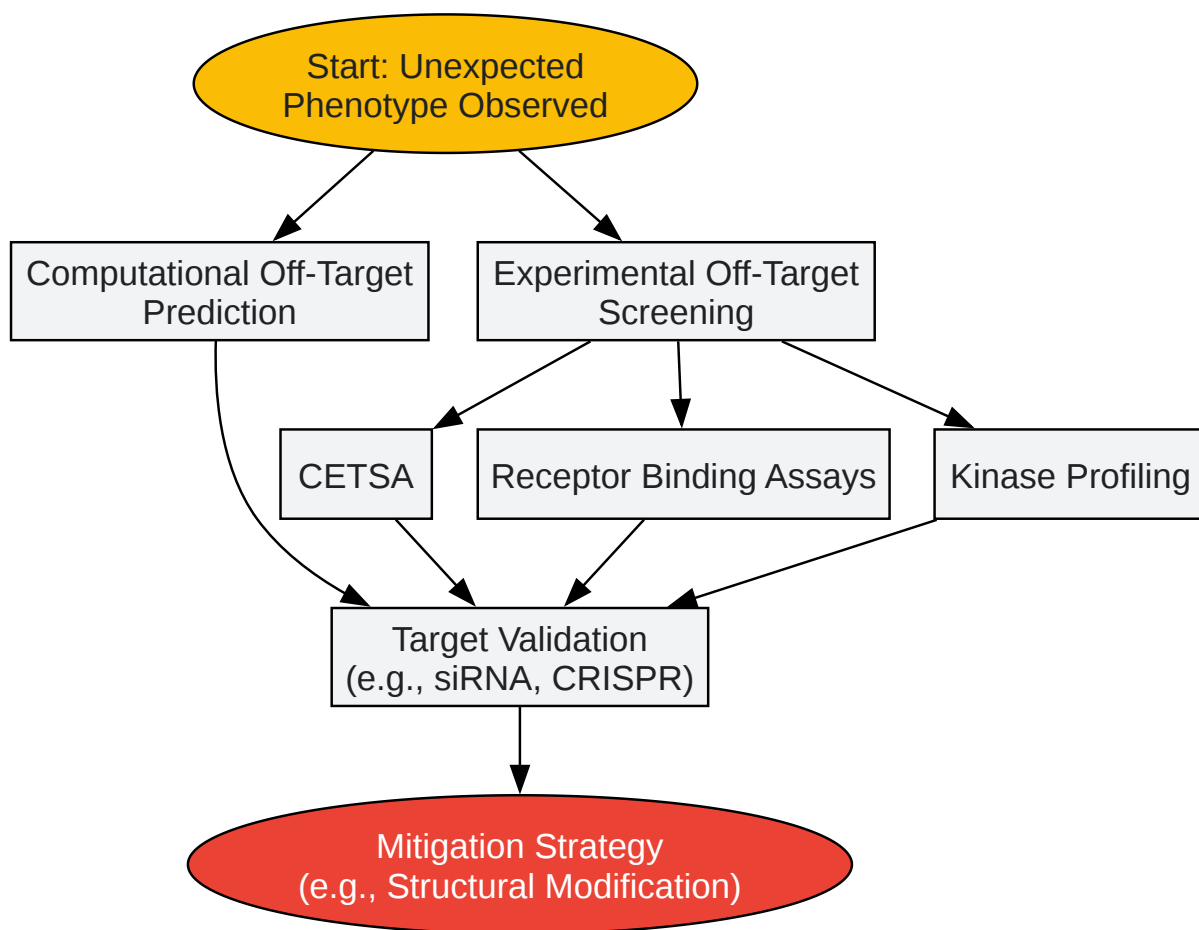 Start: Unexpected
Phenotype Observed
Computational Off-Target
Prediction
Experimental Off-Target
Screening
CETSA
Receptor Binding Assays
Kinase Profiling
Target Validation
(e.g., siRNA, CRISPR)
Mitigation Strategy
(e.g., Structural Modification)